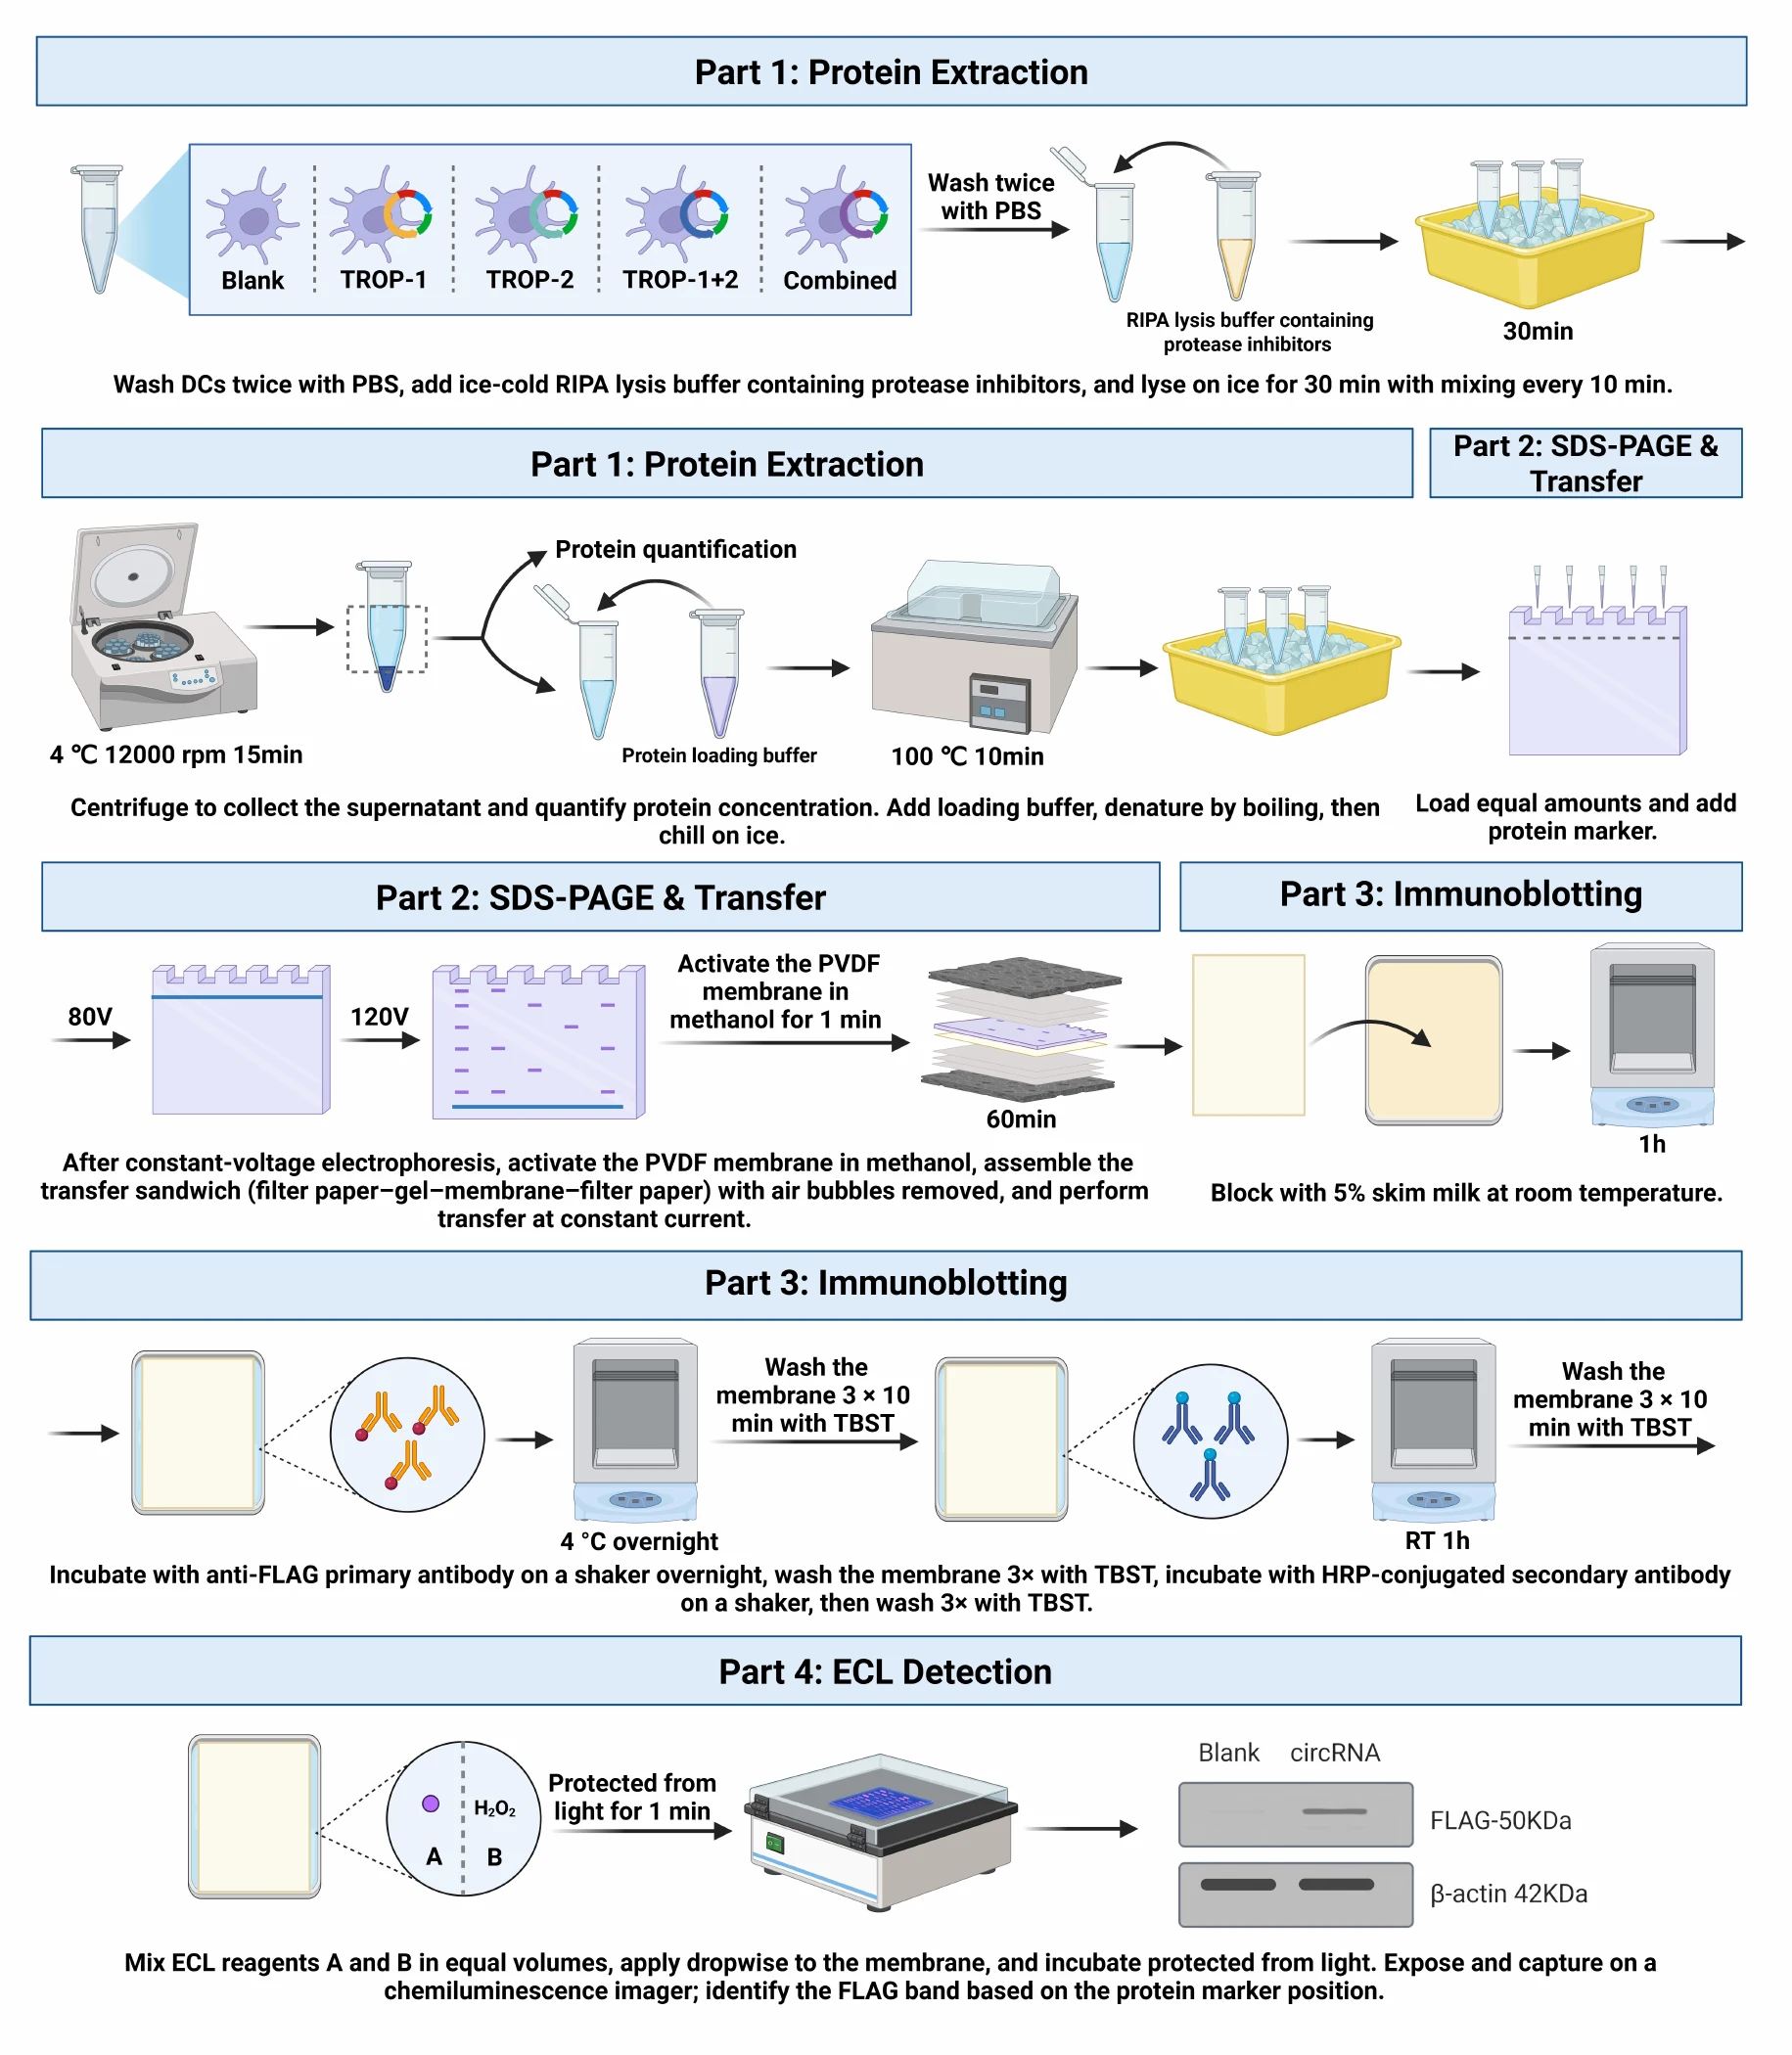 Part 1: Protein Extraction
Wash twice
with PBS
Blank
TROP-1
TROP-2
TROP-1+2
Combined
RIPA lysis buffer containing
protease inhibitors
30min
Wash DCs twice with PBS, add ice-cold RIPA lysis buffer containing protease inhibitors, and lyse on ice for 30 min with mixing every 10 min.
Part 1: Protein Extraction
Part 2: SDS-PAGE &
Transfer
Protein quantification
4 ℃ 12000 rpm 15min
Protein loading buffer
100 ℃ 10min
Centrifuge to collect the supernatant and quantify protein concentration. Add loading buffer, denature by boiling, then
chill on ice.
Load equal amounts and add
protein marker.
Part 2: SDS-PAGE & Transfer
Part 3: Immunoblotting
80V
120V
Activate the PVDF
membrane in
methanol for 1 min
60min
1h
After constant-voltage electrophoresis, activate the PVDF membrane in methanol, assemble the
transfer sandwich (filter paper–gel–membrane–filter paper) with air bubbles removed, and perform
transfer at constant current.
Block with 5% skim milk at room temperature.
Part 3: Immunoblotting
Wash the
membrane 3 × 10
min with TBST
Wash the
membrane 3 × 10
min with TBST
4 °C overnight
RT 1h
Incubate with anti-FLAG primary antibody on a shaker overnight, wash the membrane 3× with TBST, incubate with HRP-conjugated secondary antibody
on a shaker, then wash 3× with TBST.
Part 4: ECL Detection
H₂O₂
A
B
Protected from
light for 1 min
Blank
circRNA
FLAG-50KDa
β-actin 42KDa
Mix ECL reagents A and B in equal volumes, apply dropwise to the membrane, and incubate protected from light. Expose and capture on a
chemiluminescence imager; identify the FLAG band based on the protein marker position.